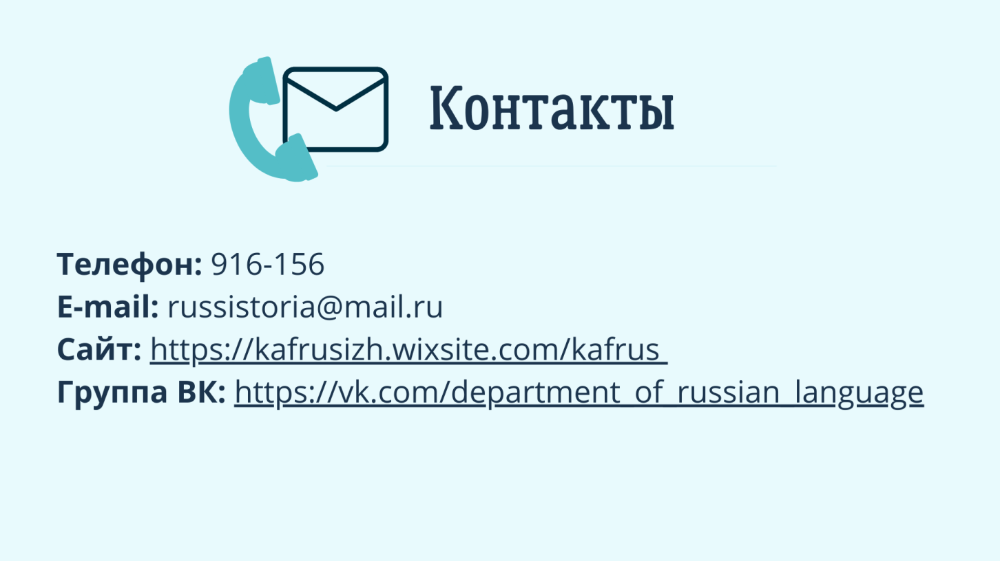 Контакты
Телефон: 916-156
E-mail: russistoria@mail.ru
Сайт: https://kafrusizh.wixsite.com/kafrus
Группа ВК: https://vk.com/department_of_russian_language